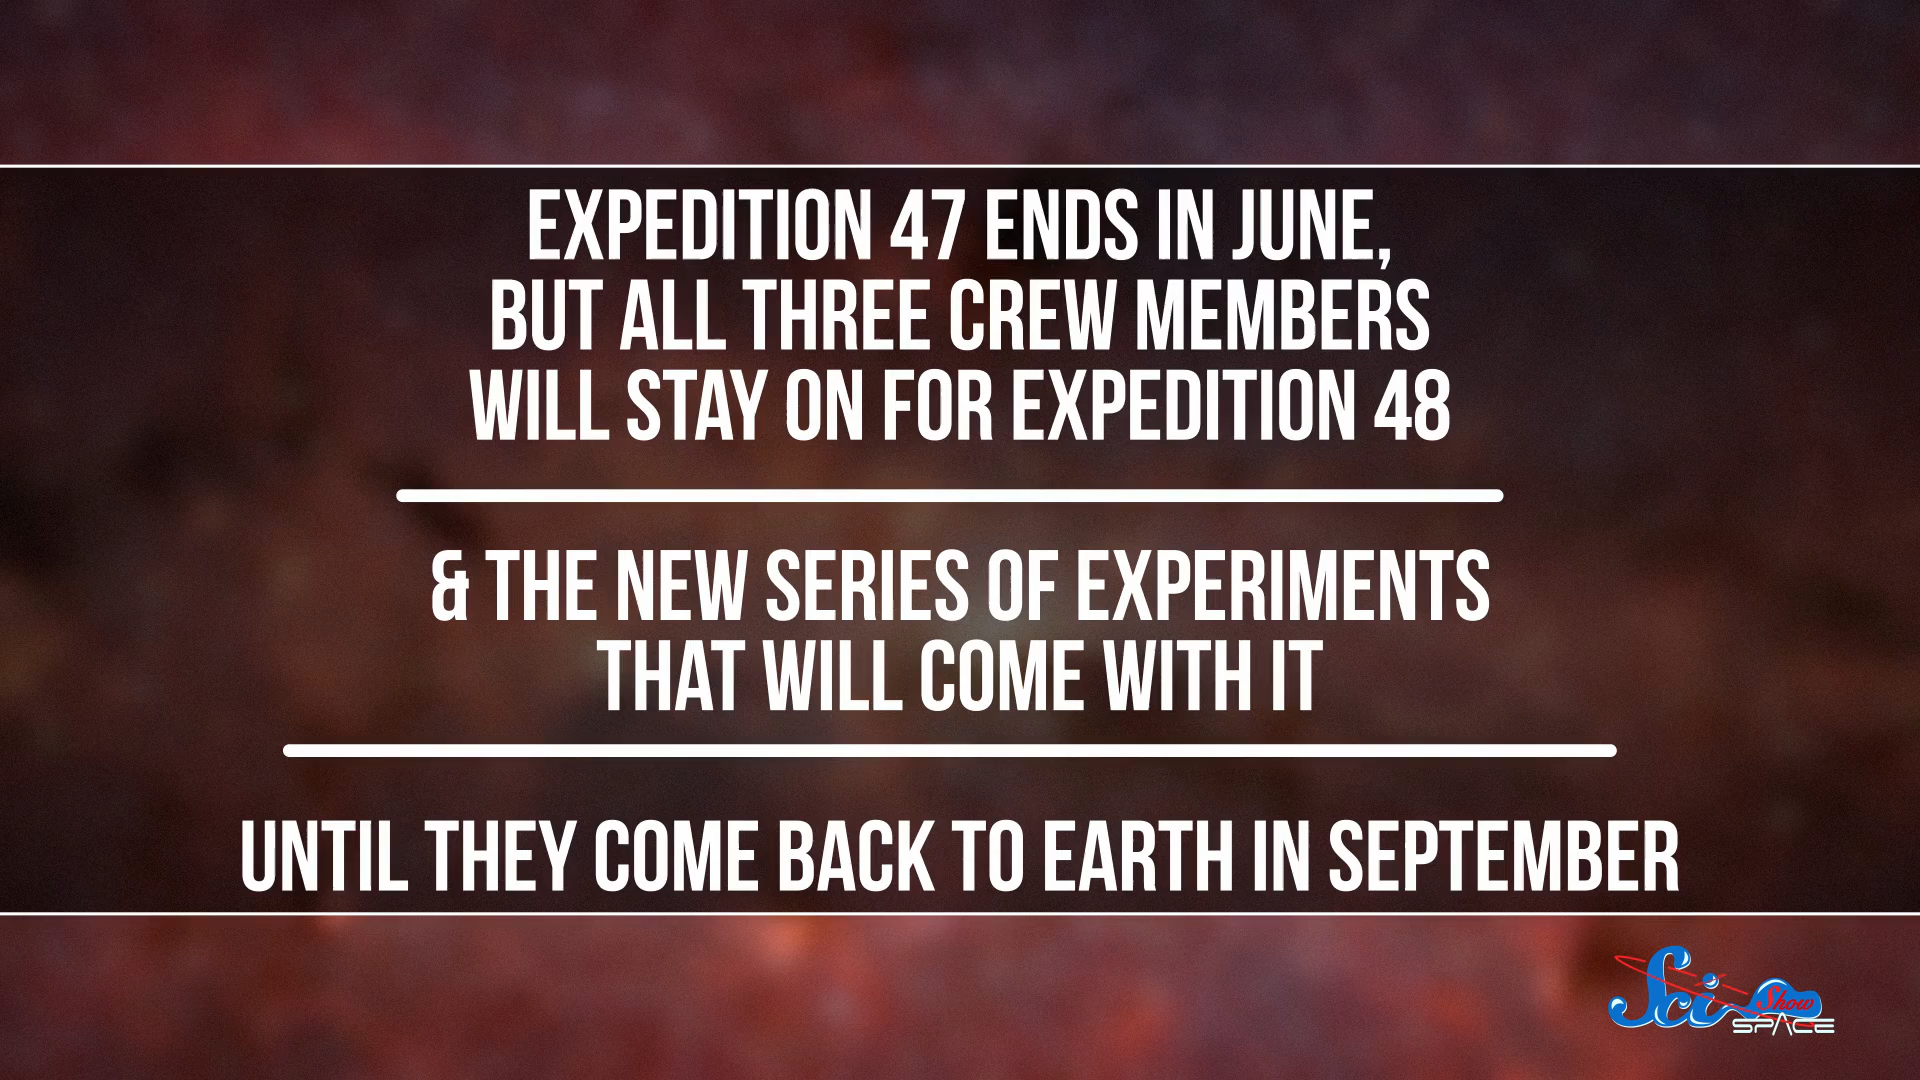 EXPEDITION 47 ENDS IN JUNE,
BUT ALL THREE CREW MEMBERS
WILL STAY ON FOR EXPEDITION 48
& THE NEW SERIES OF EXPERIMENTS
THAT WILL COME WITH IT
UNTIL THEY COME BACK TO EARTH IN SEPTEMBER
Sci Show
SPACE